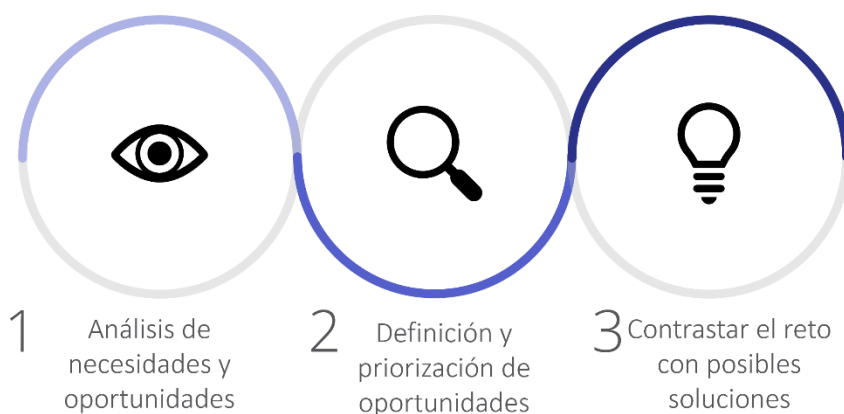 1
Análisis de
necesidades y
oportunidades
2
Definición y
priorización de
oportunidades
3
Contrastar el reto
con posibles
soluciones